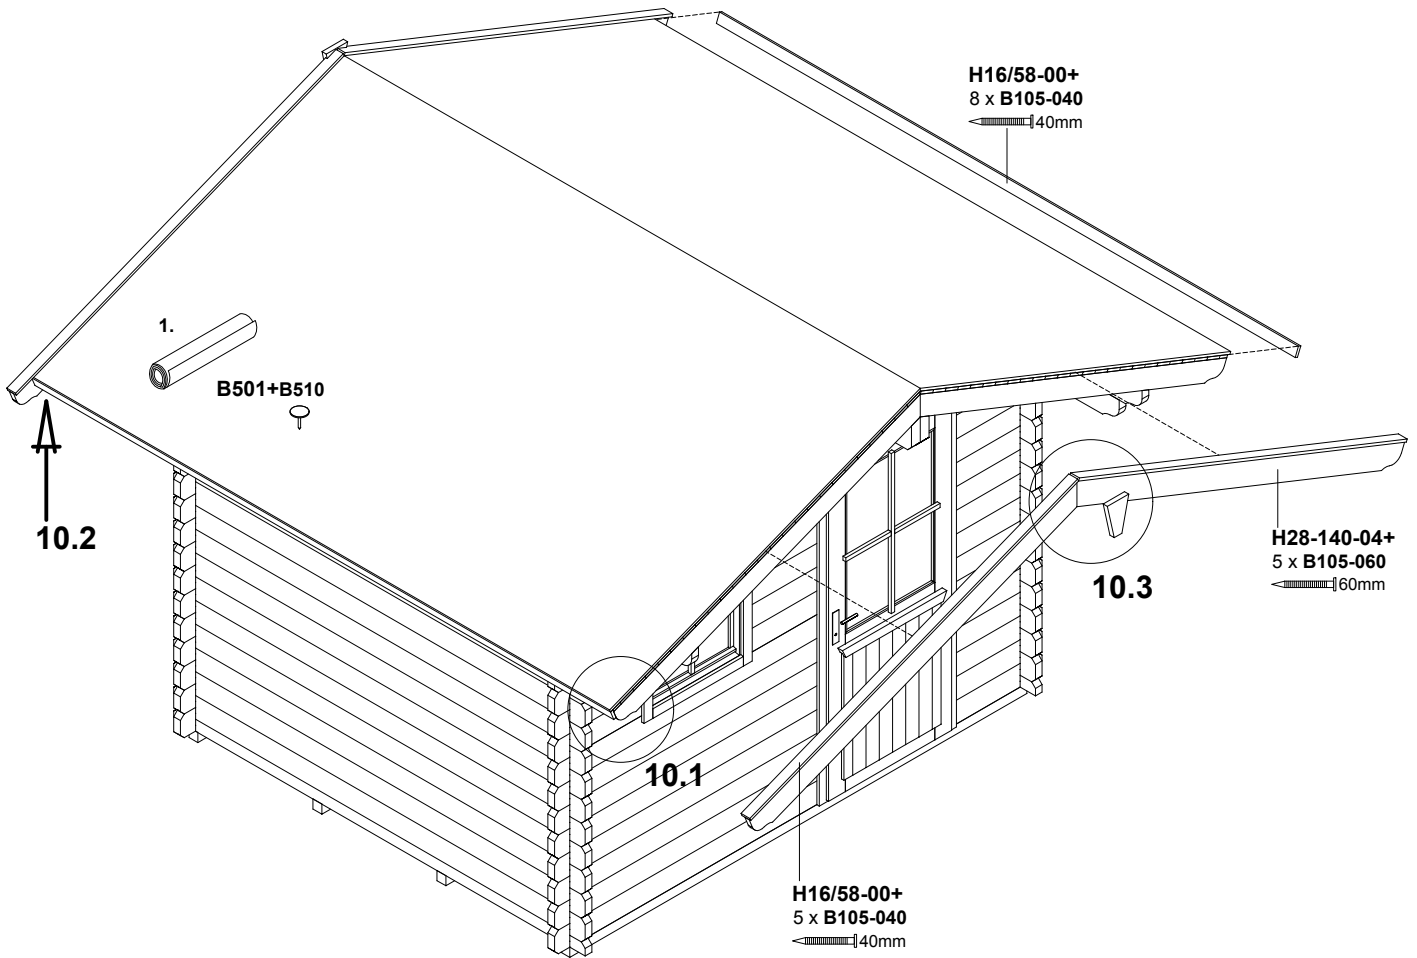 H16/58-00+
8 x B105-040
40mm
1.
B501+B510
10.2
10.3
H28-140-04+
5 x B105-060
60mm
10.1
H16/58-00+
5 x B105-040
40mm